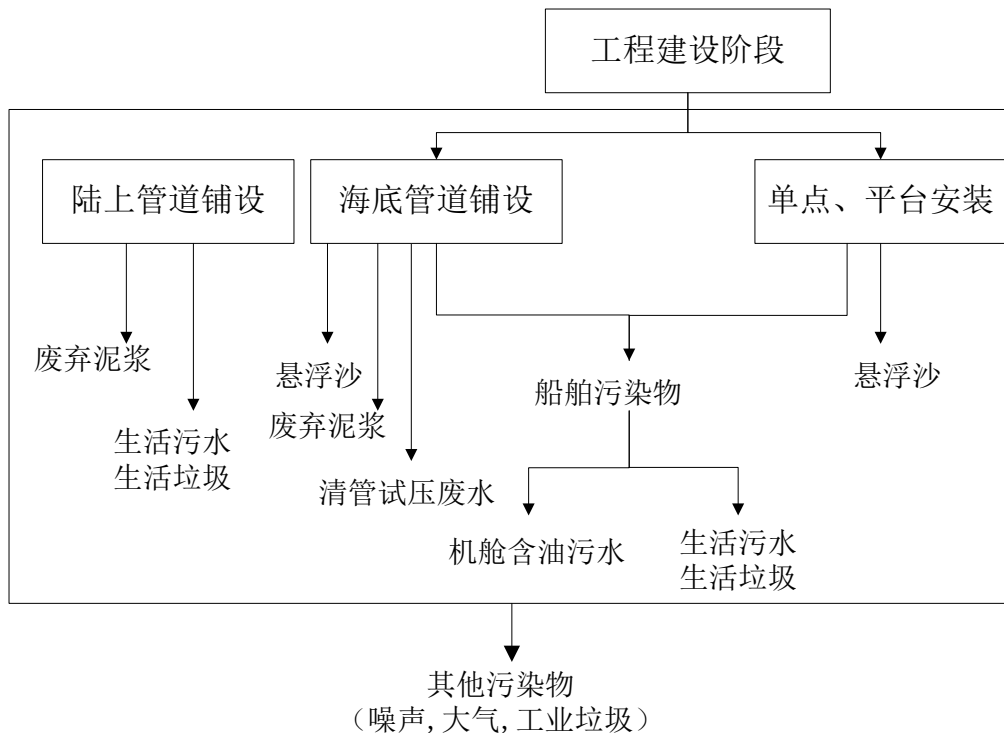 工程建设阶段
陆上管道铺设
海底管道铺设
单点、平台安装
废弃泥浆
悬浮沙
船舶污染物
悬浮沙
废弃泥浆
生活污水
生活垃圾
清管试压废水
机舱含油污水
生活污水
生活垃圾
其他污染物
（噪声,大气,工业垃圾）